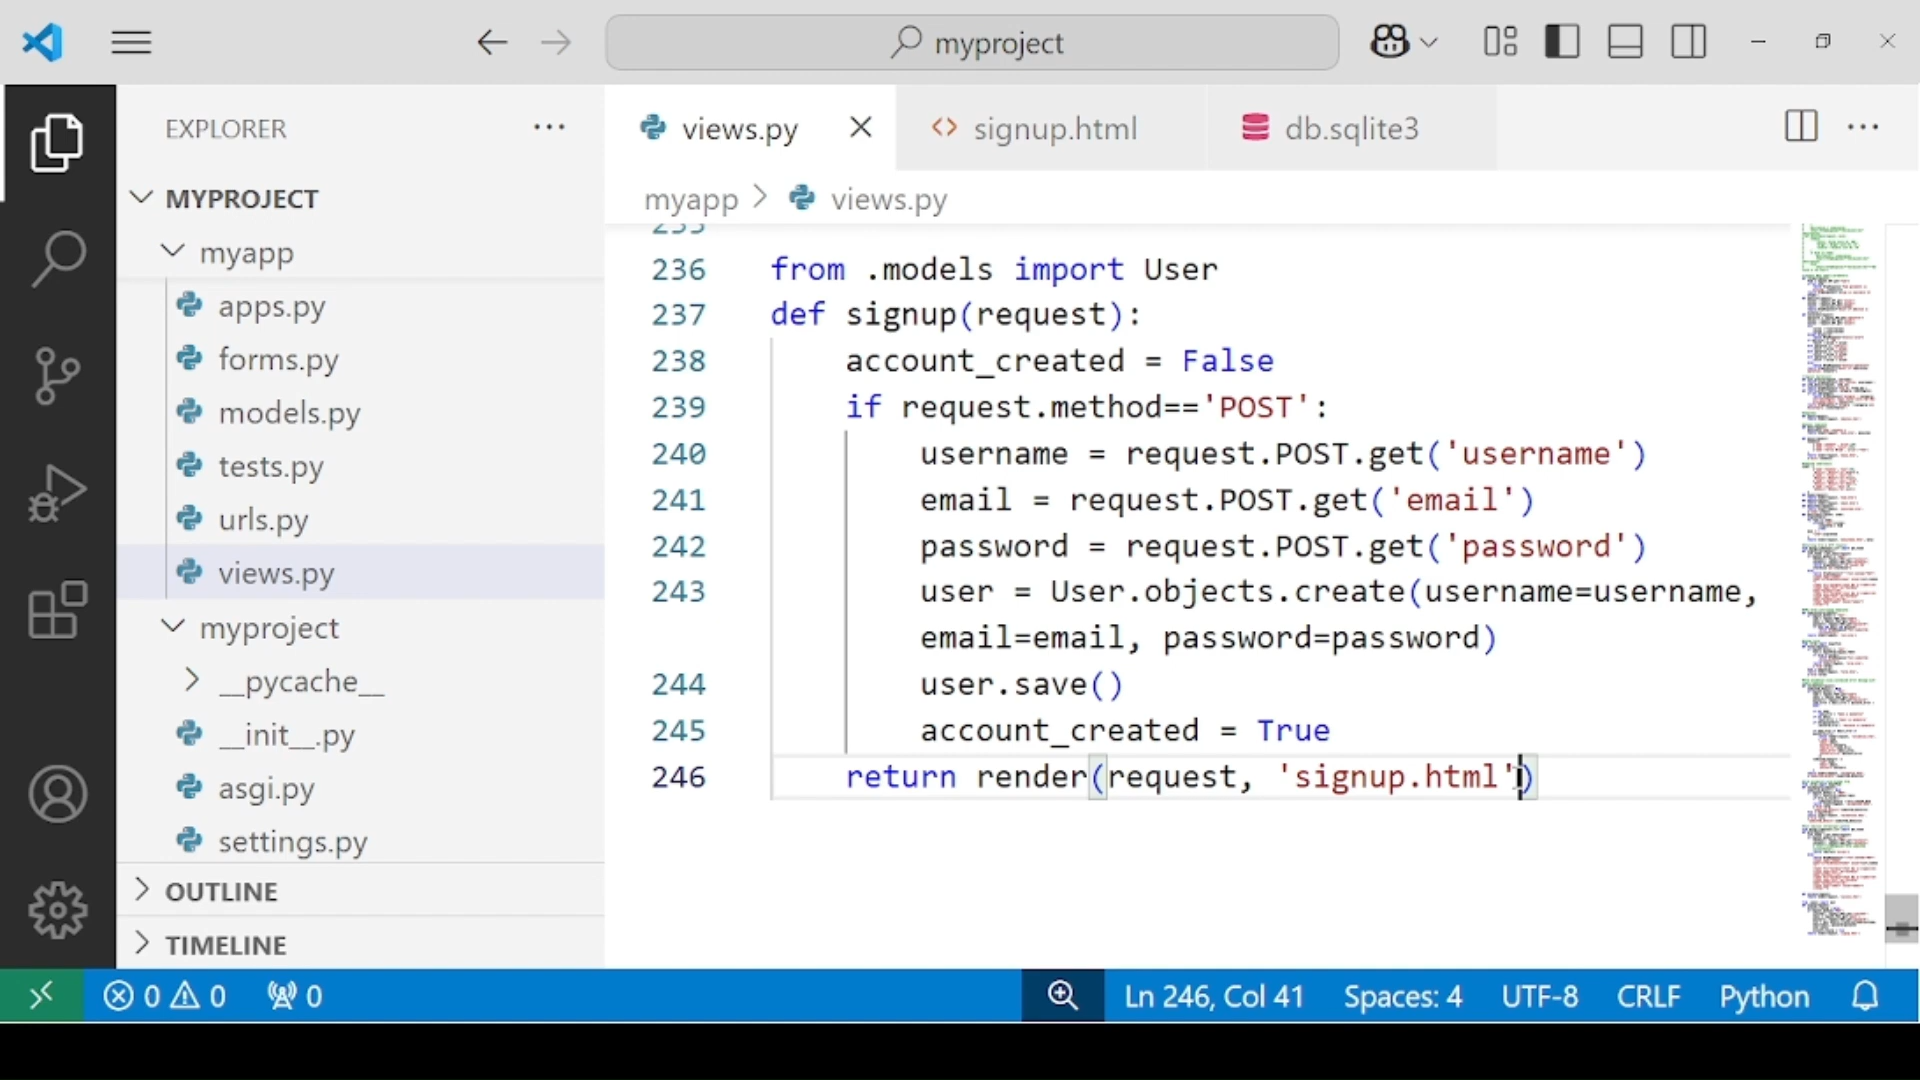 myproject
EXPLORER
MYPROJECT
myapp
apps.py
forms.py
models.py
tests.py
urls.py
views.py
myproject
__pycache__
__init__.py
asgi.py
settings.py
OUTLINE
TIMELINE
views.py
signup.html
db.sqlite3
myapp > views.py
235
236 from .models import User
237 def signup(request):
238 account_created = False
239 if request.method=='POST':
240 username = request.POST.get('username')
241 email = request.POST.get('email')
242 password = request.POST.get('password')
243 user = User.objects.create(username=username,
email=email, password=password)
244 user.save()
245 account_created = True
246 return render(request, 'signup.html')
0 0 0
Ln 246, Col 41 Spaces: 4 UTF-8 CRLF Python